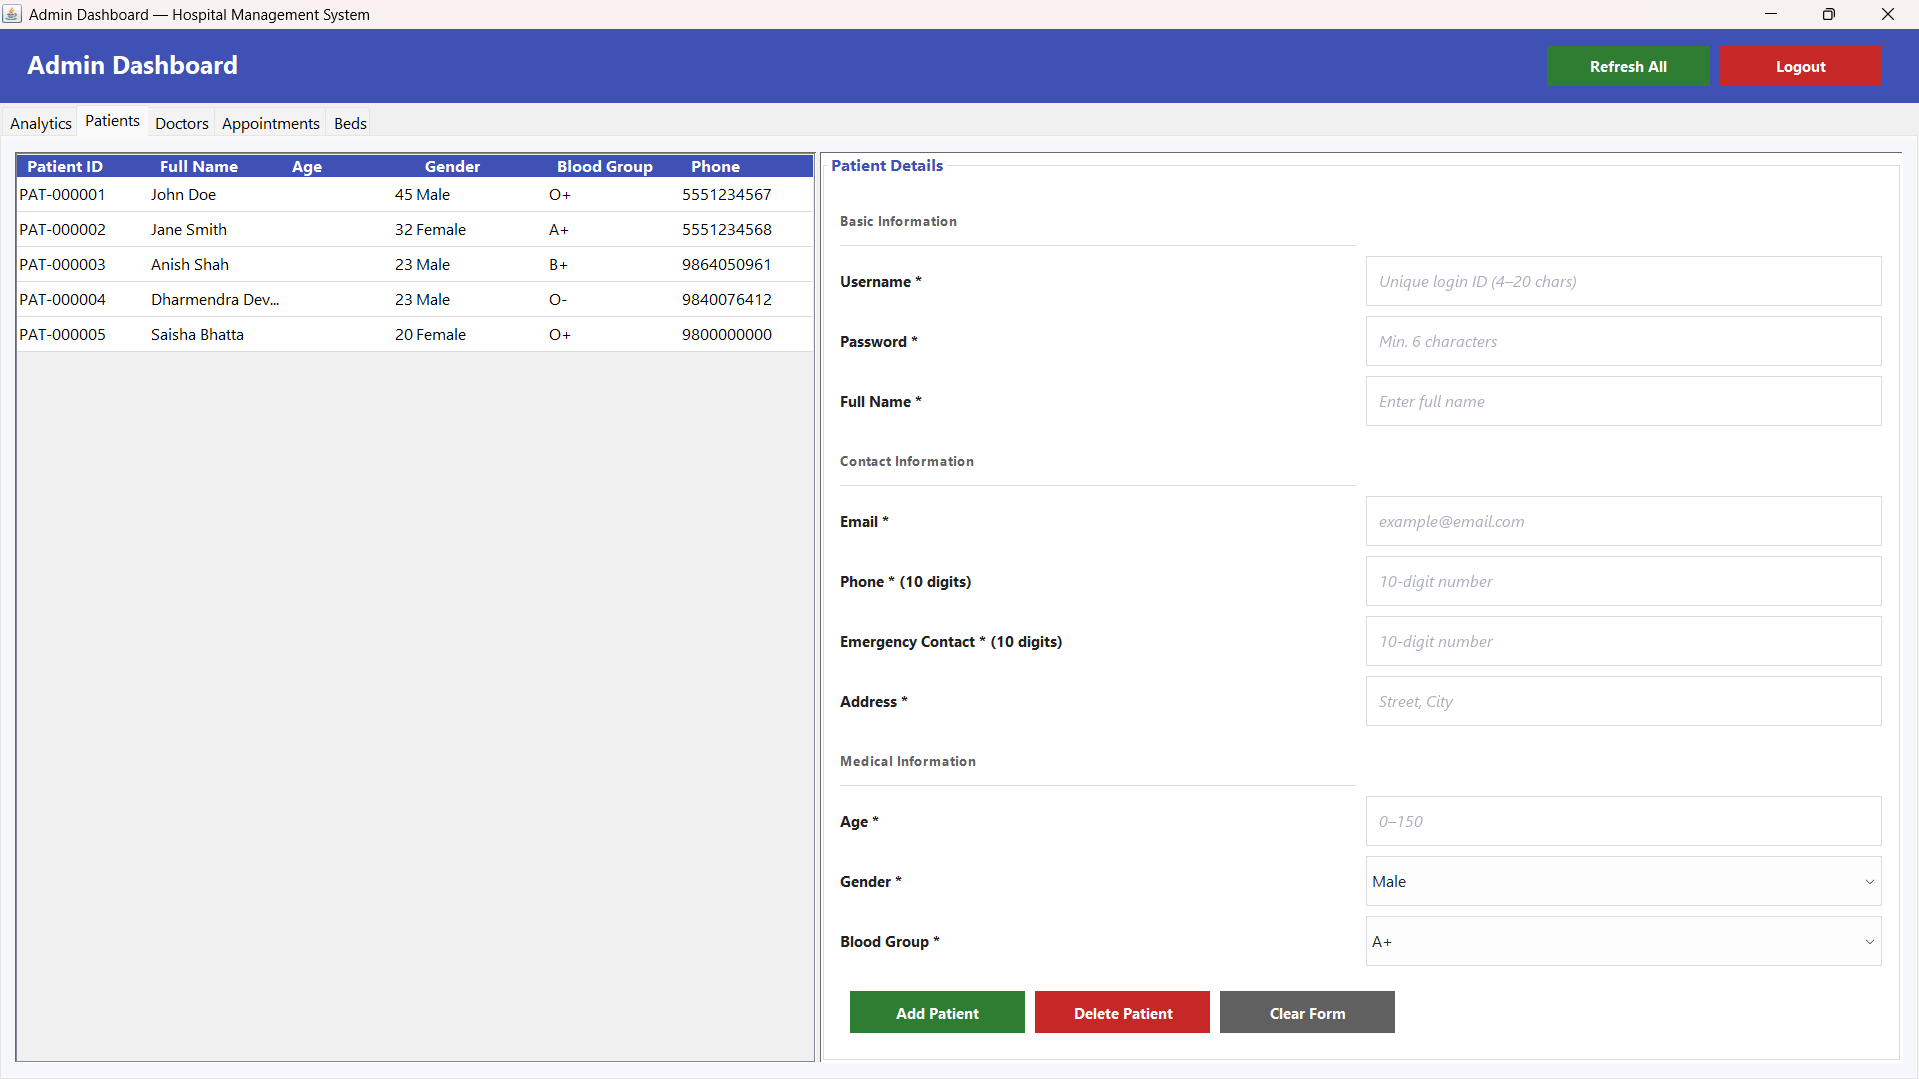 Admin Dashboard — Hospital Management System
Admin Dashboard
Refresh All
Logout
Analytics Patients Doctors Appointments Beds
Patient ID Full Name Age Gender Blood Group Phone
PAT-000001 John Doe 45 Male O+ 5551234567
PAT-000002 Jane Smith 32 Female A+ 5551234568
PAT-000003 Anish Shah 23 Male B+ 9864050961
PAT-000004 Dharmendra Dev... 23 Male O- 9840076412
PAT-000005 Saisha Bhatta 20 Female O+ 9800000000
Patient Details
Basic Information
Username * Unique login ID (4–20 chars)
Password * Min. 6 characters
Full Name * Enter full name
Contact Information
Email * example@email.com
Phone * (10 digits) 10-digit number
Emergency Contact * (10 digits) 10-digit number
Address * Street, City
Medical Information
Age * 0–150
Gender * Male
Blood Group * A+
Add Patient Delete Patient Clear Form